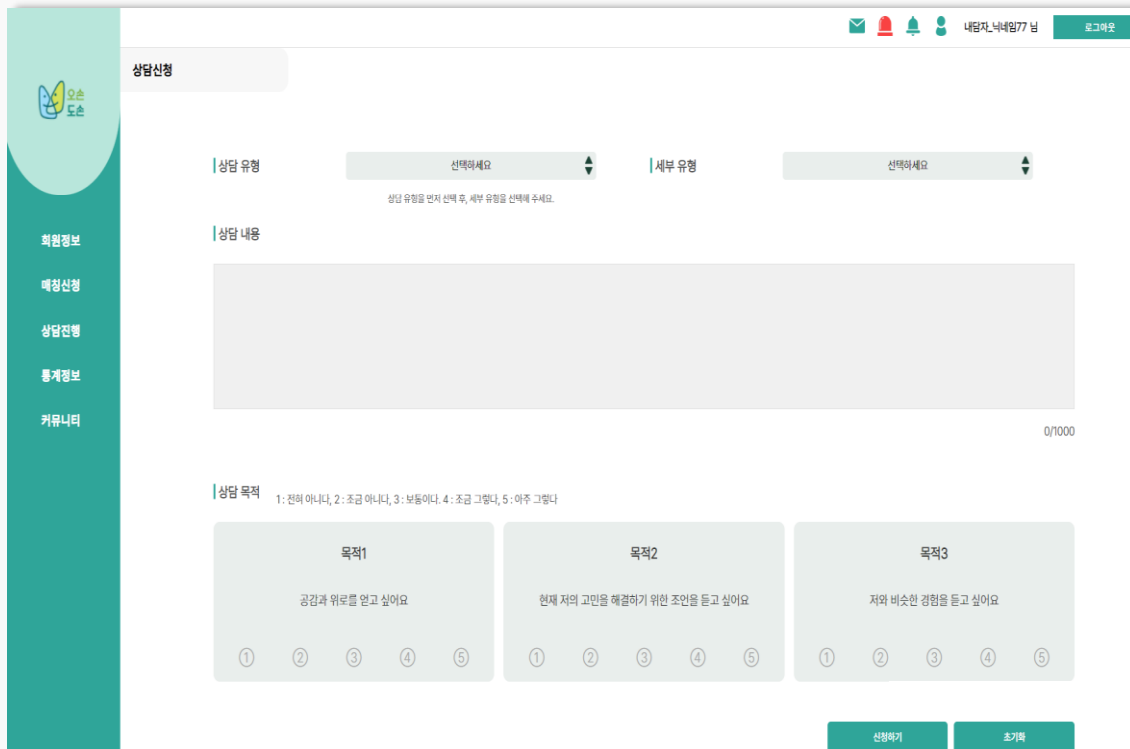 내담자_닉네임77 님
로그아웃
상담신청
오손
도손
회원정보
매칭신청
상담진행
통계정보
커뮤니티
상담 유형
선택하세요
세부 유형
선택하세요
상담 유형을 먼저 선택 후, 세부 유형을 선택해 주세요.
상담 내용
0/1000
상담 목적
1 : 전혀 아니다, 2 : 조금 아니다, 3 : 보통이다. 4 : 조금 그렇다, 5 : 아주 그렇다
목적1
공감과 위로를 얻고 싶어요
① ② ③ ④ ⑤
목적2
현재 저의 고민을 해결하기 위한 조언을 듣고 싶어요
① ② ③ ④ ⑤
목적3
저와 비슷한 경험을 듣고 싶어요
① ② ③ ④ ⑤
신청하기
초기화